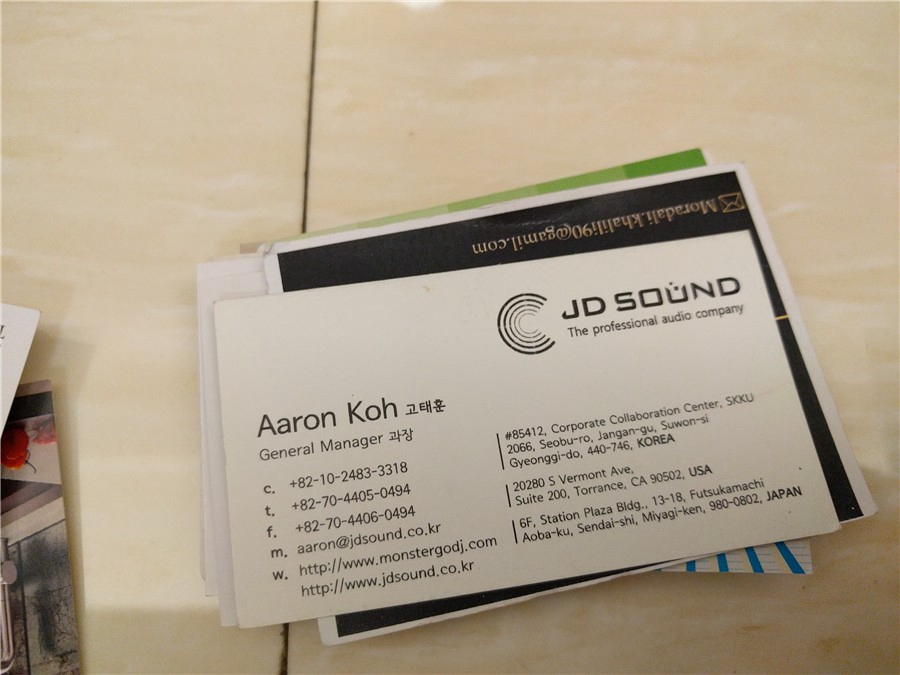 Moradali.khalili90@gamil.com
JD SOUND
The professional audio company
Aaron Koh 고태훈
General Manager 과장
c. +82-10-2483-3318
t. +82-70-4405-0494
f. +82-70-4406-0494
m. aaron@jdsound.co.kr
w. http://www.monstergodj.com
http://www.jdsound.co.kr
#85412, Corporate Collaboration Center, SKKU
2066, Seobu-ro, Jangan-gu, Suwon-si
Gyeonggi-do, 440-746, KOREA
20280 S Vermont Ave,
Suite 200, Torrance, CA 90502, USA
6F, Station Plaza Bldg., 13-18, Futsukamachi
Aoba-ku, Sendai-shi, Miyagi-ken, 980-0802, JAPAN